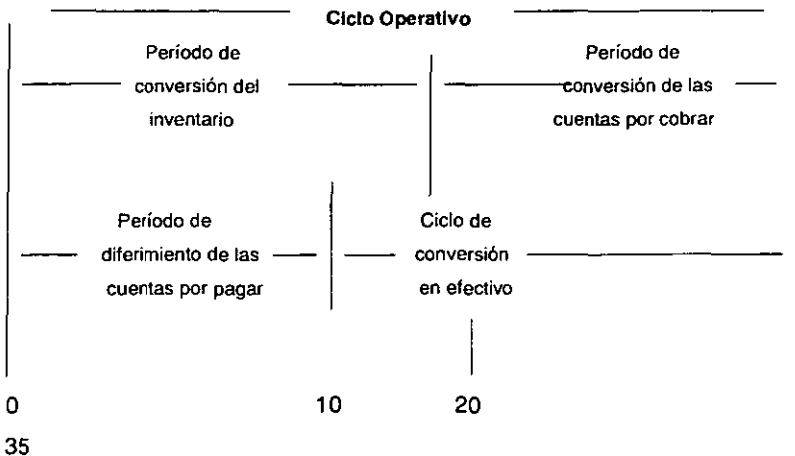 Ciclo Operativo
Período de
conversión del
inventario
Período de
conversión de las
cuentas por cobrar
Período de
diferimiento de las
cuentas por pagar
Ciclo de
conversión
en efectivo
0 10 20
35